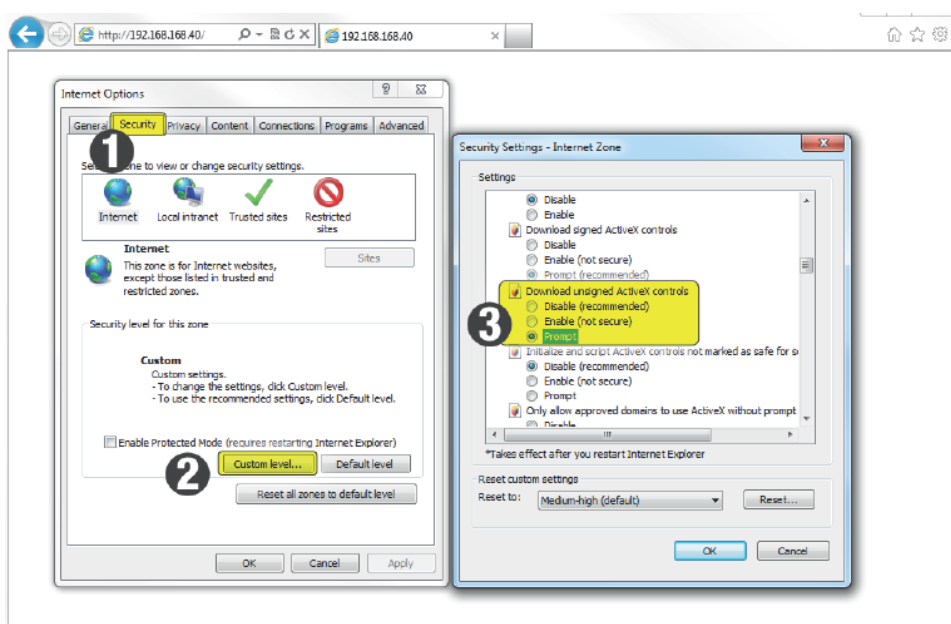 http://192.168.168.40/
192.168.168.40
Internet Options
General Security Privacy Content Connections Programs Advanced
1
zone to view or change security settings.
Internet Local intranet Trusted sites Restricted sites
Internet
This zone is for Internet websites,
except those listed in trusted and
restricted zones.
Sites
Security level for this zone
Custom
Custom settings.
- To change the settings, click Custom level.
- To use the recommended settings, click Default level.
Enable Protected Mode (requires restarting Internet Explorer)
2
Custom level... Default level
Reset all zones to default level
OK Cancel Apply
Security Settings - Internet Zone
Settings
Disable
Enable
Download signed ActiveX controls
Disable
Enable (not secure)
Prompt (recommended)
Download unsigned ActiveX controls
Disable (recommended)
3
Enable (not secure)
Prompt
Initialize and script ActiveX controls not marked as safe for s
Disable (recommended)
Enable (not secure)
Prompt
Only allow approved domains to use ActiveX without prompt
Disable
*Takes effect after you restart Internet Explorer
Reset custom settings
Reset to: Medium-high (default) Reset...
OK Cancel